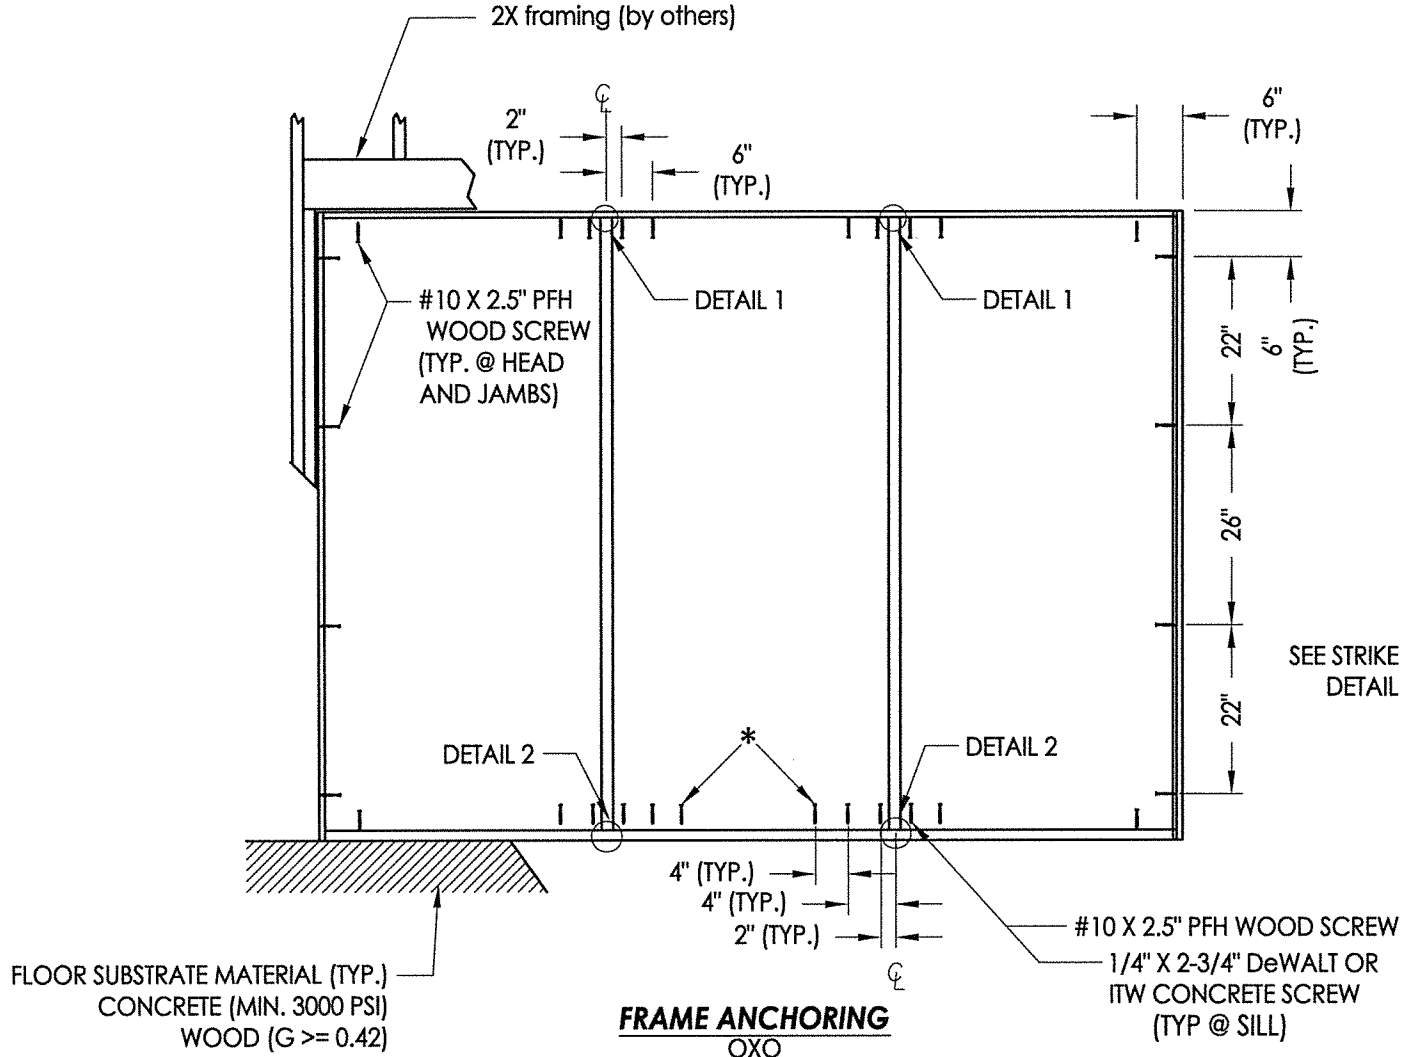 2X framing (by others)
℄
2"
(TYP.)
6"
(TYP.)
6"
(TYP.)
#10 X 2.5" PFH
WOOD SCREW
(TYP. @ HEAD
AND JAMBS)
DETAIL 1
DETAIL 1
22"
6"
(TYP.)
26"
22"
SEE STRIKE
DETAIL
*
DETAIL 2
DETAIL 2
4" (TYP.)
4" (TYP.)
2" (TYP.)
℄
#10 X 2.5" PFH WOOD SCREW
1/4" X 2-3/4" DeWALT OR
ITW CONCRETE SCREW
(TYP @ SILL)
FLOOR SUBSTRATE MATERIAL (TYP.)
CONCRETE (MIN. 3000 PSI)
WOOD (G >= 0.42)
FRAME ANCHORING
OXO